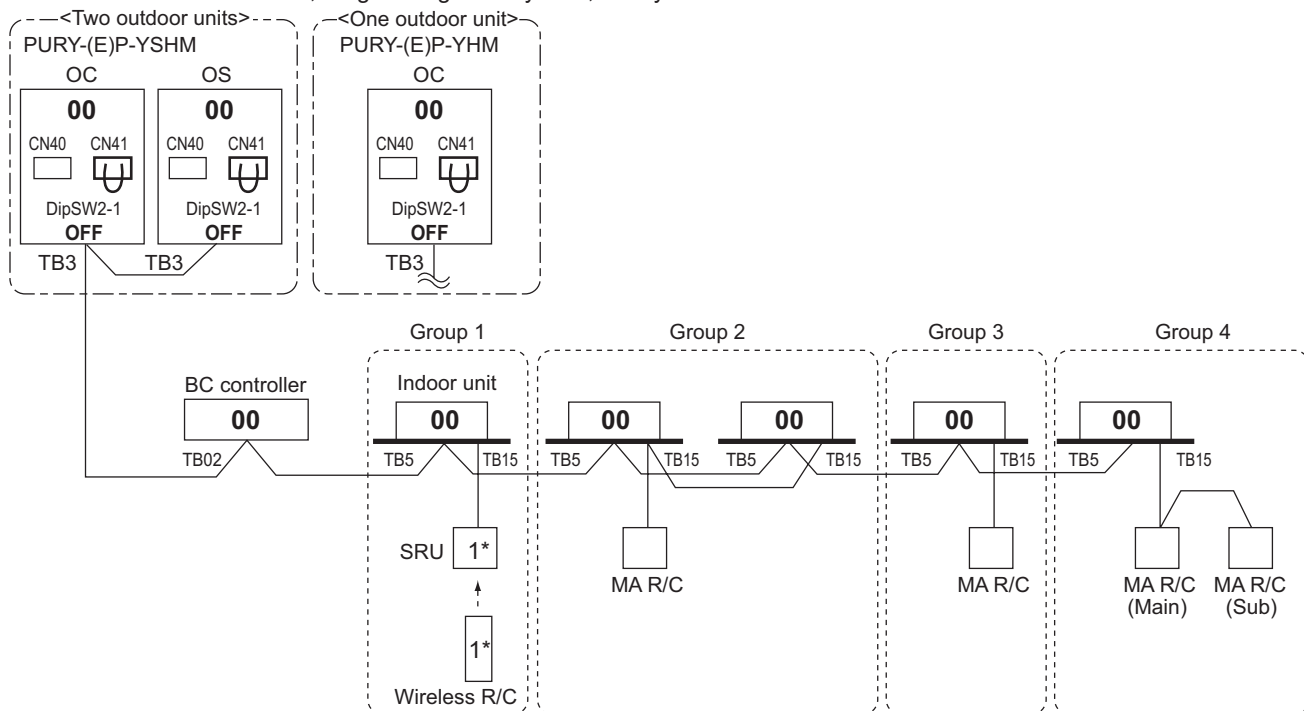 <Two outdoor units>
PURY-(E)P-YSHM
OC OS
00 00
CN40 CN41 CN40 CN41
DipSW2-1 DipSW2-1
OFF OFF
TB3 TB3
<One outdoor unit>
PURY-(E)P-YHM
OC
00
CN40 CN41
DipSW2-1
OFF
TB3
Group 1 Group 2 Group 3 Group 4
BC controller Indoor unit
00 00 00 00 00 00
TB02 TB5 TB15 TB5 TB15 TB5 TB15 TB5 TB15 TB5 TB15
SRU 1*
MA R/C MA R/C MA R/C MA R/C
(Main) (Sub)
1*
Wireless R/C